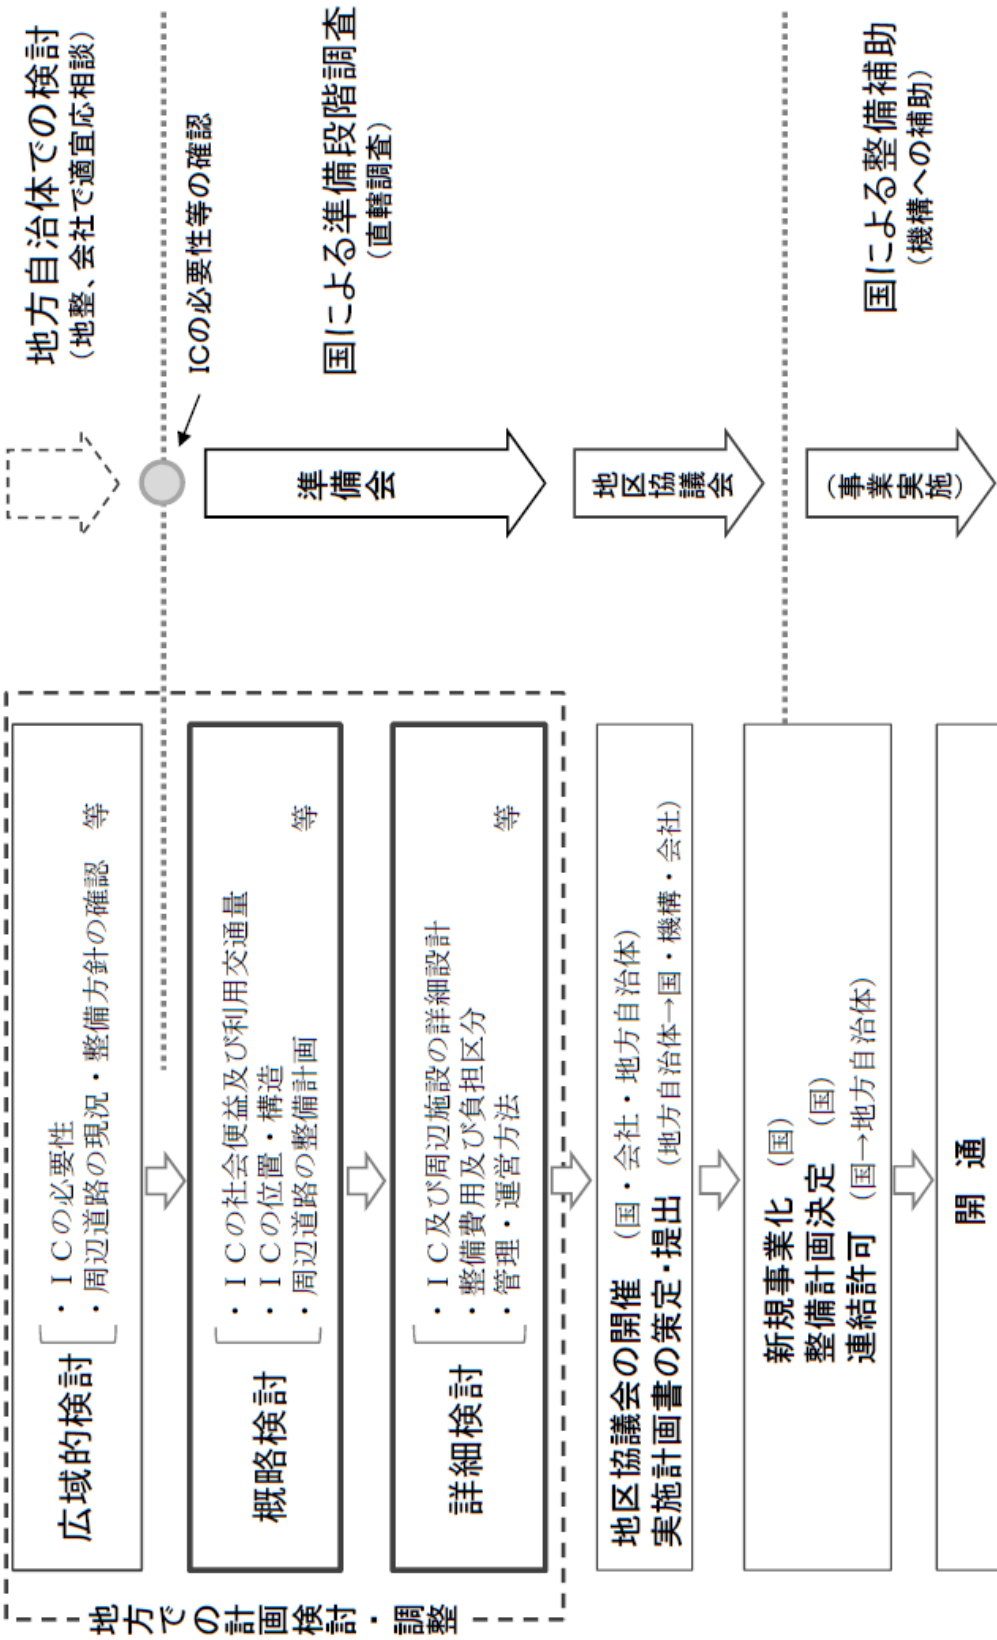 地方での計画検討・調整
広域的検討
・ＩＣの必要性
・周辺道路の現況・整備方針の確認　等
概略検討
・ＩＣの社会便益及び利用交通量
・ＩＣの位置・構造
・周辺道路の整備計画　等
詳細検討
・ＩＣ及び周辺施設の詳細設計
・整備費用及び負担区分
・管理・運営方法　等
地区協議会の開催　（国・会社・地方自治体）
実施計画書の策定・提出　（地方自治体→国・機構・会社）
新規事業化　（国）
整備計画決定　（国）
連結許可　（国→地方自治体）
開　通
準備会
地区協議会
（事業実施）
地方自治体での検討
（地整、会社で適宜応相談）
ICの必要性等の確認
国による準備段階調査
（直轄調査）
国による整備補助
（機構への補助）